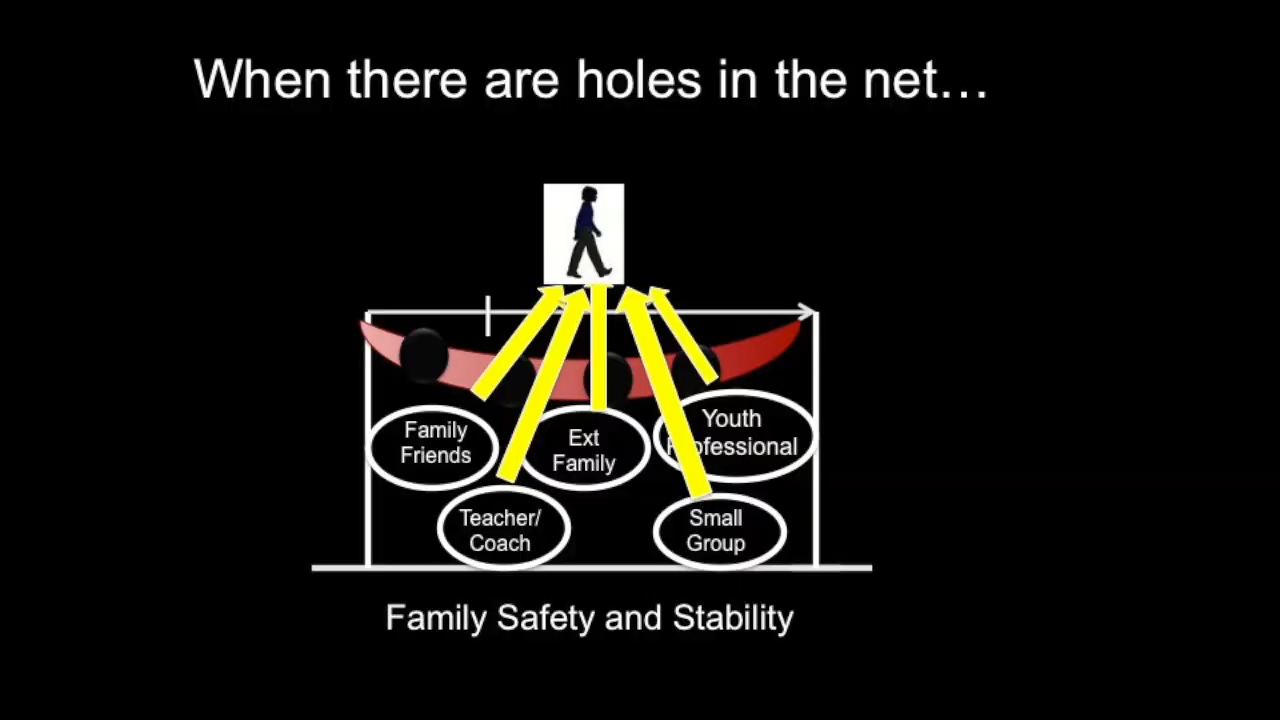 When there are holes in the net…
Family
Friends
Ext
Family
Youth
Professional
Teacher/
Coach
Small
Group
Family Safety and Stability